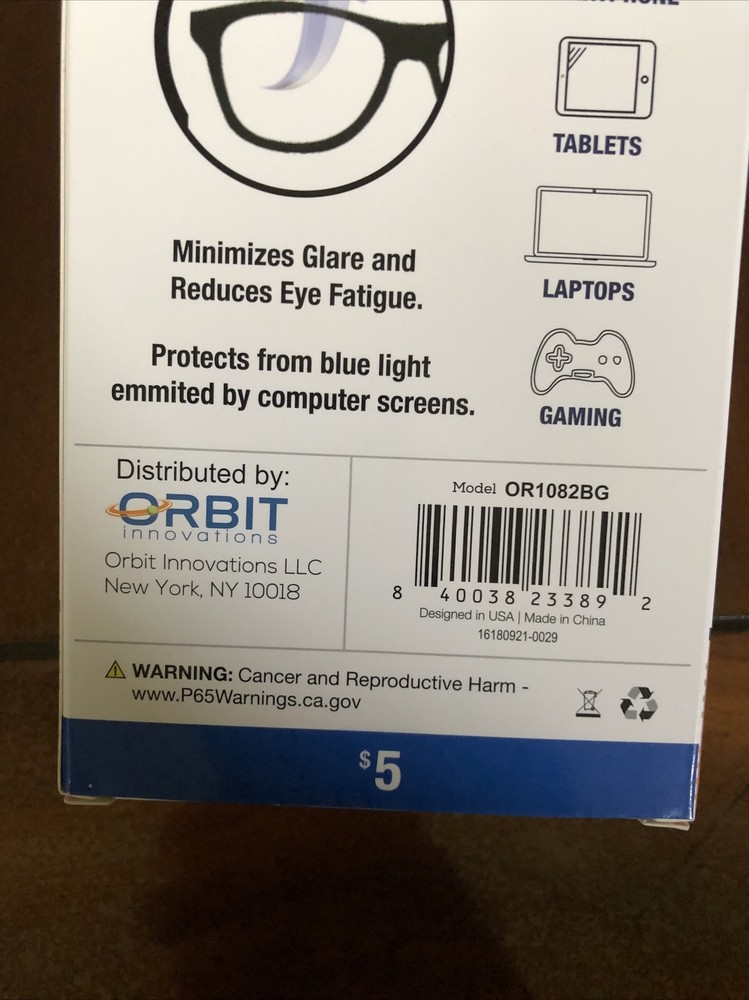 TABLETS
LAPTOPS
GAMING
Minimizes Glare and
Reduces Eye Fatigue.
Protects from blue light
emmited by computer screens.
Distributed by:
ORBIT
innovations
Orbit Innovations LLC
New York, NY 10018
Model OR1082BG
8 40038 23389 2
Designed in USA | Made in China
16180921-0029
WARNING: Cancer and Reproductive Harm -
www.P65Warnings.ca.gov
$5